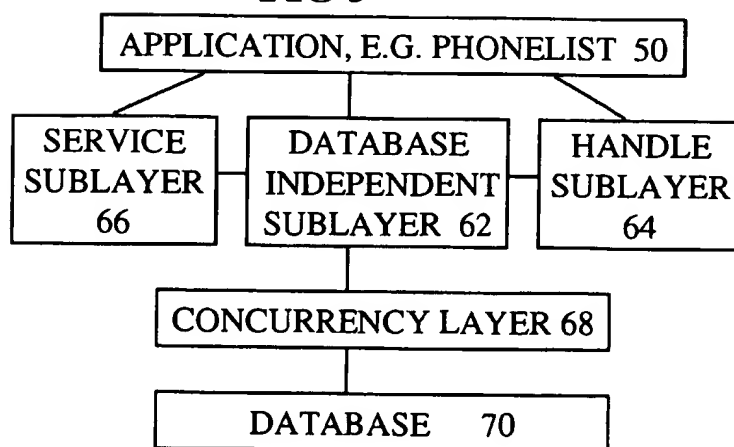 APPLICATION, E.G. PHONELIST 50
SERVICE
SUBLAYER
66
DATABASE
INDEPENDENT
SUBLAYER 62
HANDLE
SUBLAYER
64
CONCURRENCY LAYER 68
DATABASE 70